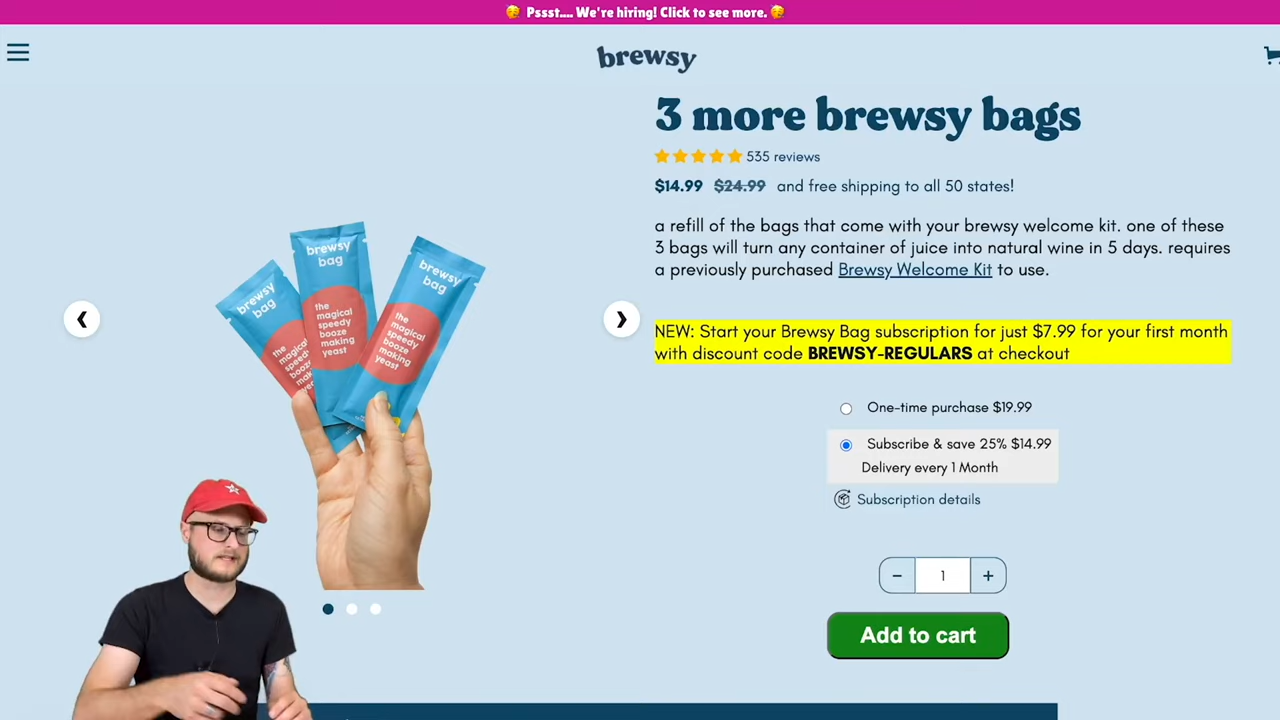 🥳 Pssst.... We're hiring! Click to see more. 🥳
brewsy
3 more brewsy bags
535 reviews
$14.99 $24.99 and free shipping to all 50 states!
a refill of the bags that come with your brewsy welcome kit. one of these
3 bags will turn any container of juice into natural wine in 5 days. requires
a previously purchased Brewsy Welcome Kit to use.
NEW: Start your Brewsy Bag subscription for just $7.99 for your first month
with discount code BREWSY-REGULARS at checkout
One-time purchase $19.99
Subscribe & save 25% $14.99
Delivery every 1 Month
Subscription details
− 1 +
Add to cart
brewsy
bag
the
magical
speedy
booze
brewsy
bag
the
magical
speedy
booze
making
yeast
brewsy
bag
the
magical
speedy
booze
making
yeast